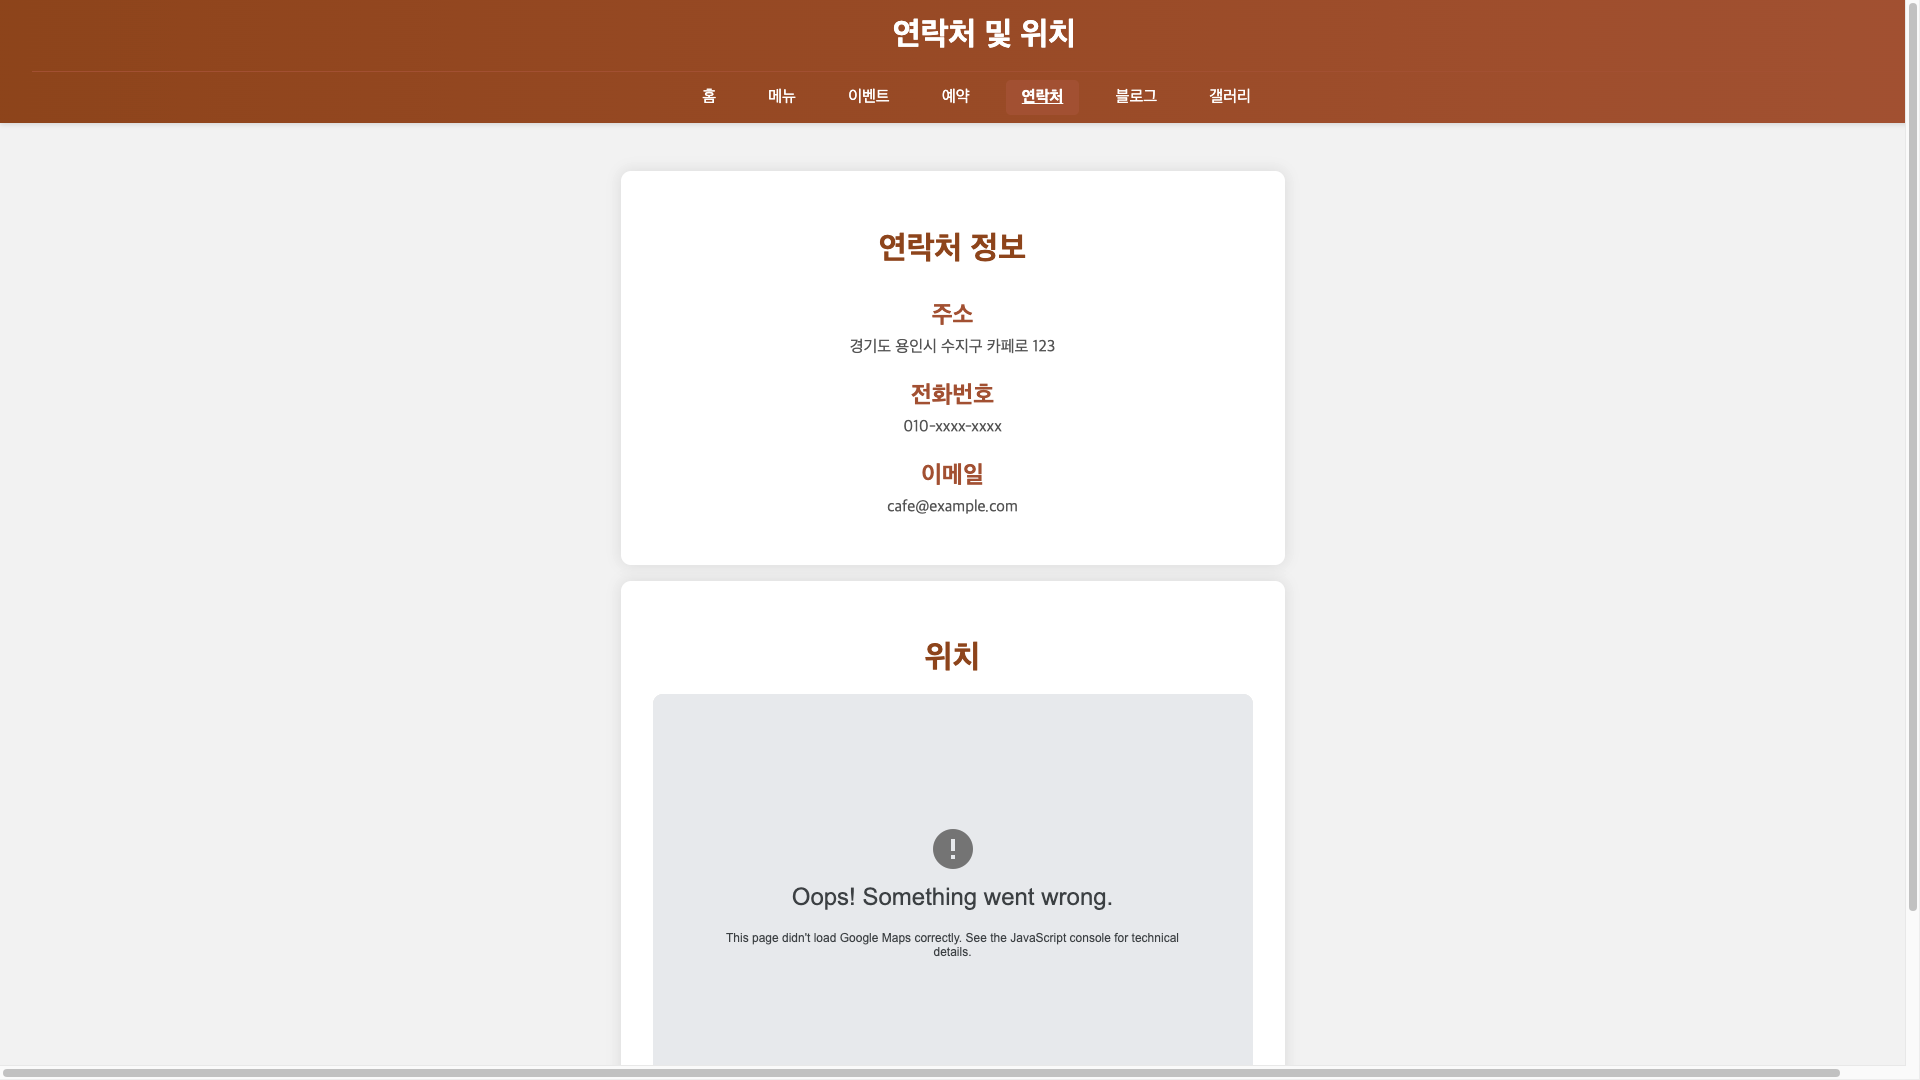 연락처 및 위치
홈 메뉴 이벤트 예약 연락처 블로그 갤러리
연락처 정보
주소
경기도 용인시 수지구 카페로 123
전화번호
010-xxxx-xxxx
이메일
cafe@example.com
위치
Oops! Something went wrong.
This page didn't load Google Maps correctly. See the JavaScript console for technical
details.